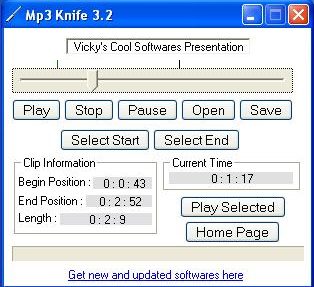 Mp3 Knife 3.2
Vicky's Cool Softwares Presentation
Play Stop Pause Open Save
Select Start Select End
Clip Information
Begin Position : 0 : 0 : 43
End Position : 0 : 2 : 52
Length : 0 : 2 : 9
Current Time
0 : 1 : 17
Play Selected
Home Page
Get new and updated softwares here